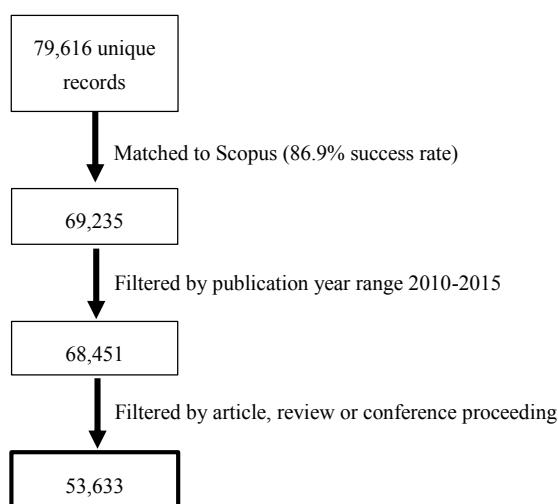 79,616 unique
records
Matched to Scopus (86.9% success rate)
69,235
Filtered by publication year range 2010-2015
68,451
Filtered by article, review or conference proceeding
53,633